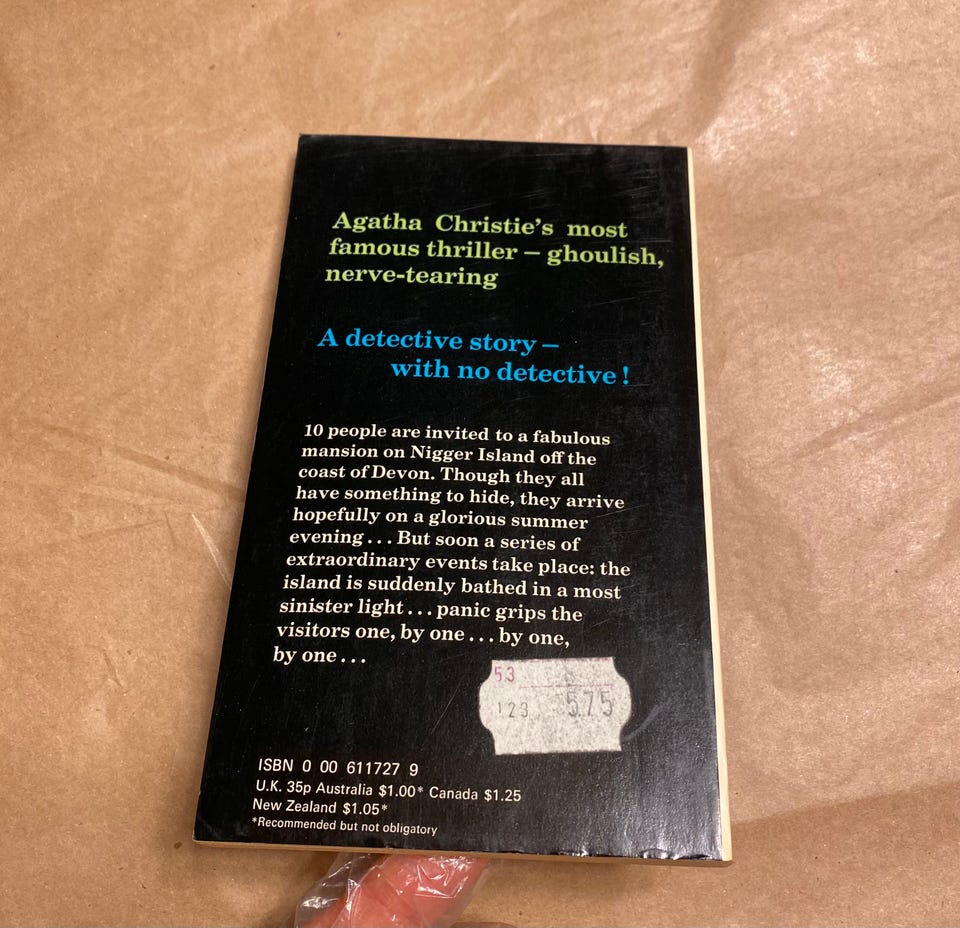 Agatha Christie's most
famous thriller – ghoulish,
nerve-tearing
A detective story –
with no detective!
10 people are invited to a fabulous
mansion on Nigger Island off the
coast of Devon. Though they all
have something to hide, they arrive
hopefully on a glorious summer
evening... But soon a series of
extraordinary events take place: the
island is suddenly bathed in a most
sinister light... panic grips the
visitors one, by one... by one,
by one...
53
123 575
ISBN 0 00 611727 9
U.K. 35p Australia $1.00* Canada $1.25
New Zealand $1.05*
*Recommended but not obligatory